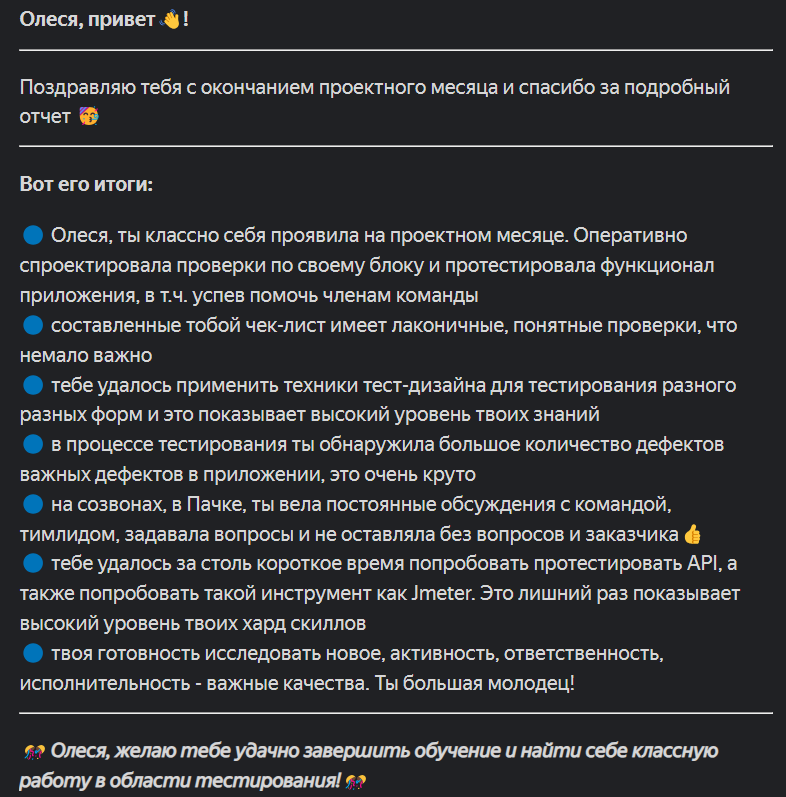 Олеся, привет 👋!
Поздравляю тебя с окончанием проектного месяца и спасибо за подробный
отчет 🥳
Вот его итоги:
🔵 Олеся, ты классно себя проявила на проектном месяце. Оперативно
спроектировала проверки по своему блоку и протестировала функционал
приложения, в т.ч. успев помочь членам команды
🔵 составленные тобой чек-лист имеет лаконичные, понятные проверки, что
немало важно
🔵 тебе удалось применить техники тест-дизайна для тестирования разного
разных форм и это показывает высокий уровень твоих знаний
🔵 в процессе тестирования ты обнаружила большое количество дефектов
важных дефектов в приложении, это очень круто
🔵 на созвонах, в Пачке, ты вела постоянные обсуждения с командой,
тимлидом, задавала вопросы и не оставляла без вопросов и заказчика 👍
🔵 тебе удалось за столь короткое время попробовать протестировать API, а
также попробовать такой инструмент как Jmeter. Это лишний раз показывает
высокий уровень твоих хард скиллов
🔵 твоя готовность исследовать новое, активность, ответственность,
исполнительность - важные качества. Ты большая молодец!
🎊 Олеся, желаю тебе удачно завершить обучение и найти себе классную
работу в области тестирования! 🎊